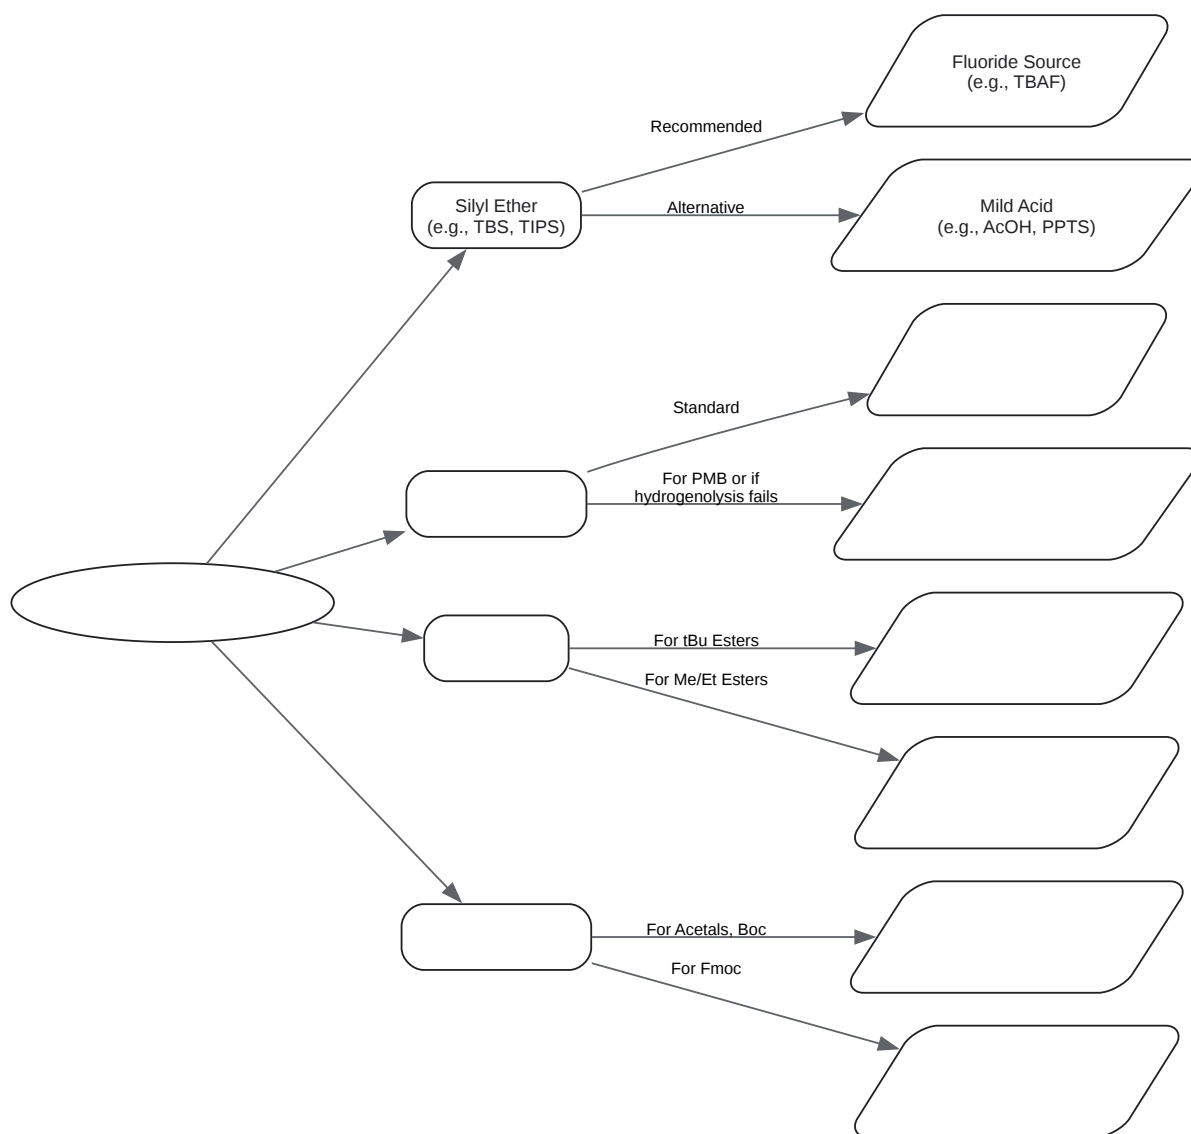 Fluoride Source
(e.g., TBAF)
Recommended
Silyl Ether
(e.g., TBS, TIPS)
Alternative
Mild Acid
(e.g., AcOH, PPTS)
Standard
For PMB or if
hydrogenolysis fails
For tBu Esters
For Me/Et Esters
For Acetals, Boc
For Fmoc